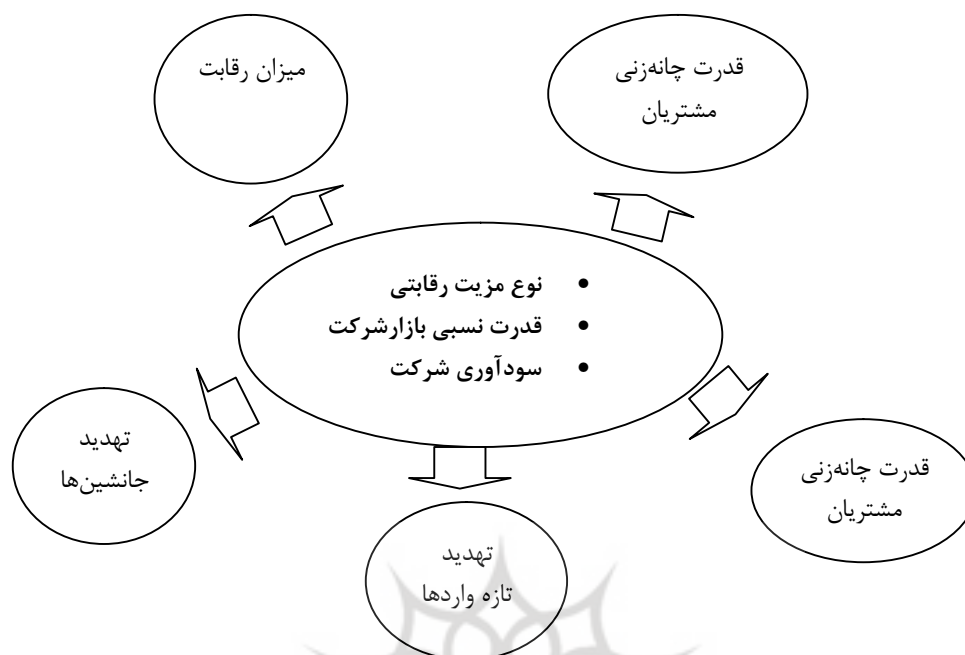 قدرت چانه‌زنی
مشتریان
میزان رقابت
• نوع مزیت رقابتی
• قدرت نسبی بازارشرکت
• سودآوری شرکت
قدرت چانه‌زنی
مشتریان
تهدید
جانشین‌ها
تهدید
تازه واردها